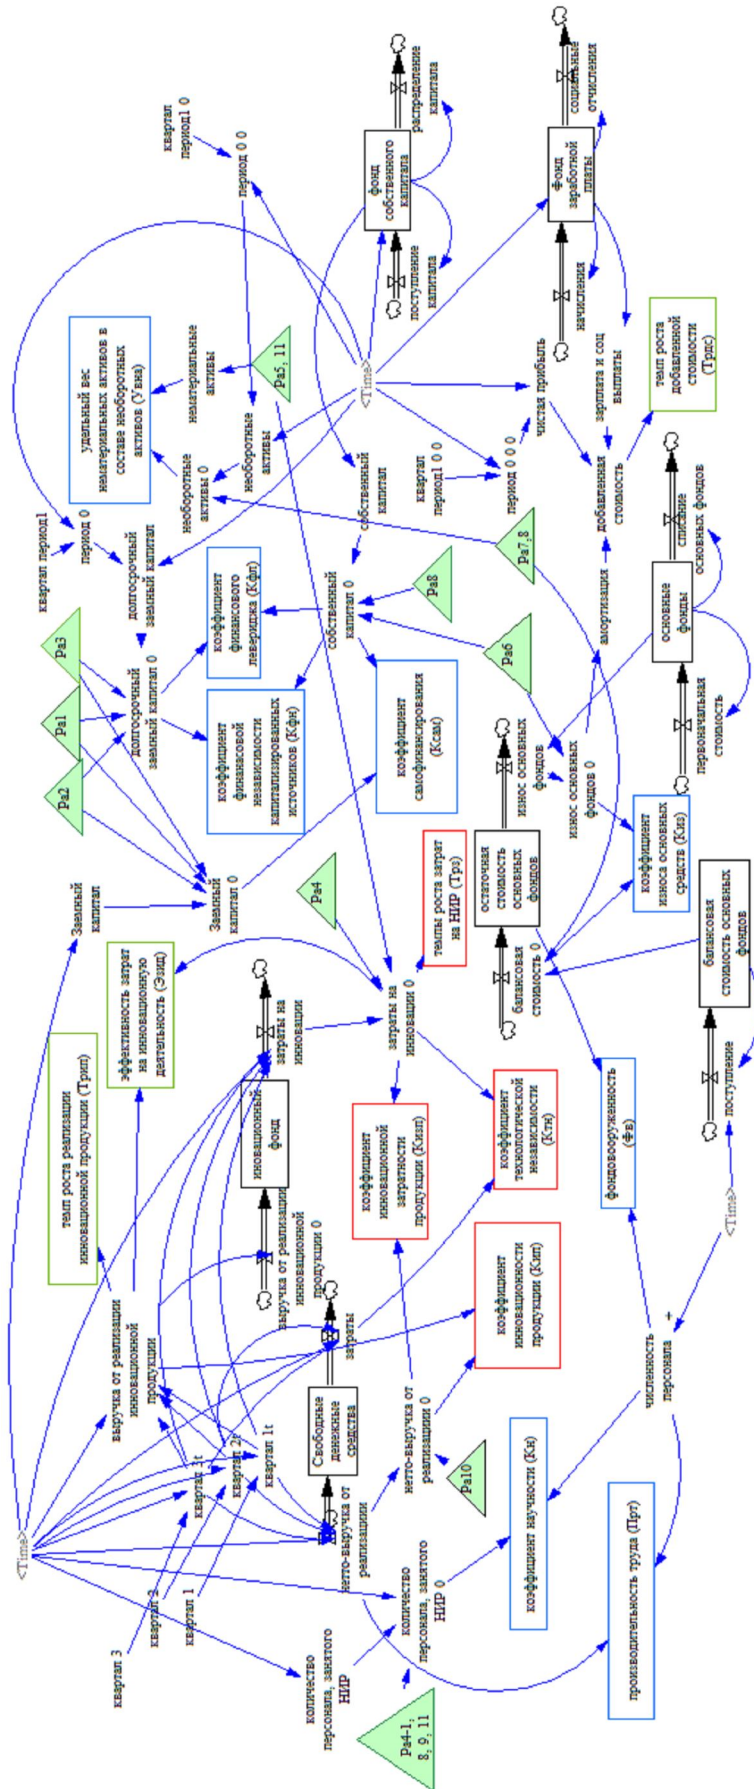 <Time>
квартал 3
квартал 2
квартал 1
количество
персонала, занятого
НИР
Ра4-1,
8, 9, 11
количество
персонала, занятого
НИР 0
квартал 3t
квартал 2t
квартал 1t
выручка от реализации
инновационной
продукции
темп роста реализации
инновационной продукции (Трип)
эффективность затрат
на инновационную
деятельность (Эзид)
Заемный
капитал
Ра2
Ра1
Ра3
квартал период1
период 0
долгосрочный
заемный капитал
долгосрочный
заемный капитал 0
Заемный
капитал 0
удельный вес
нематериальных активов в
составе необоротных
активов (Увна)
квартал
период1 0
период 0 0
нематериальные
активы
Ра5, 11
необоротные
активы
необоротные
активы 0
нетто-выручка от
реализациии
Свободные
денежные
средства
затраты
выручка от реализации
инновационной
продукции 0
иновационный
фонд
затраты на
инновации
Ра4
коэффициент
финансовой
независимости
капитализированных
источников (Кфн)
коэффициент
финансового
левериджа (Кфл)
<Time>
поступление
капитала
фонд
собственного
капитала
распределение
капитала
нетто-выручка от
реализации 0
Ра10
коэффициент
инновационной
затратности
продукции (Кизп)
затраты на
инновации 0
собственный
капитал
собственный
капитал 0
коэффициент
самофинансирования
(Ксам)
Ра8
квартал
период1 0 0
период 0 0 0
темпы роста затрат
на НИР (Трз)
коэффициент научности (Кн)
коэффициент
инновационности
продукции (Кип)
коэффициент
технологической
независимости
(Ктн)
балансовая
стоимость 0
остаточная
стоимость
основных
фондов
износ основных
фондов
Ра6
Ра7,8
чистая прибыль
начисления
Фонд
заработной
платы
социальные
отчисления
износ основных
фондов 0
амортизация
добавленная
стоимость
зарплата и соц
выплаты
производительность труда (Прт)
численность
персонала
+
фондовооруженность
(Фв)
коэффициент
износа основных
средств (Киз)
первоначальная
стоимость
основные
фонды
списание
основных фондов
темп роста
добавленной
стоимости
(Трдс)
<Time>
поступление
балансовая
стоимость основных
фондов